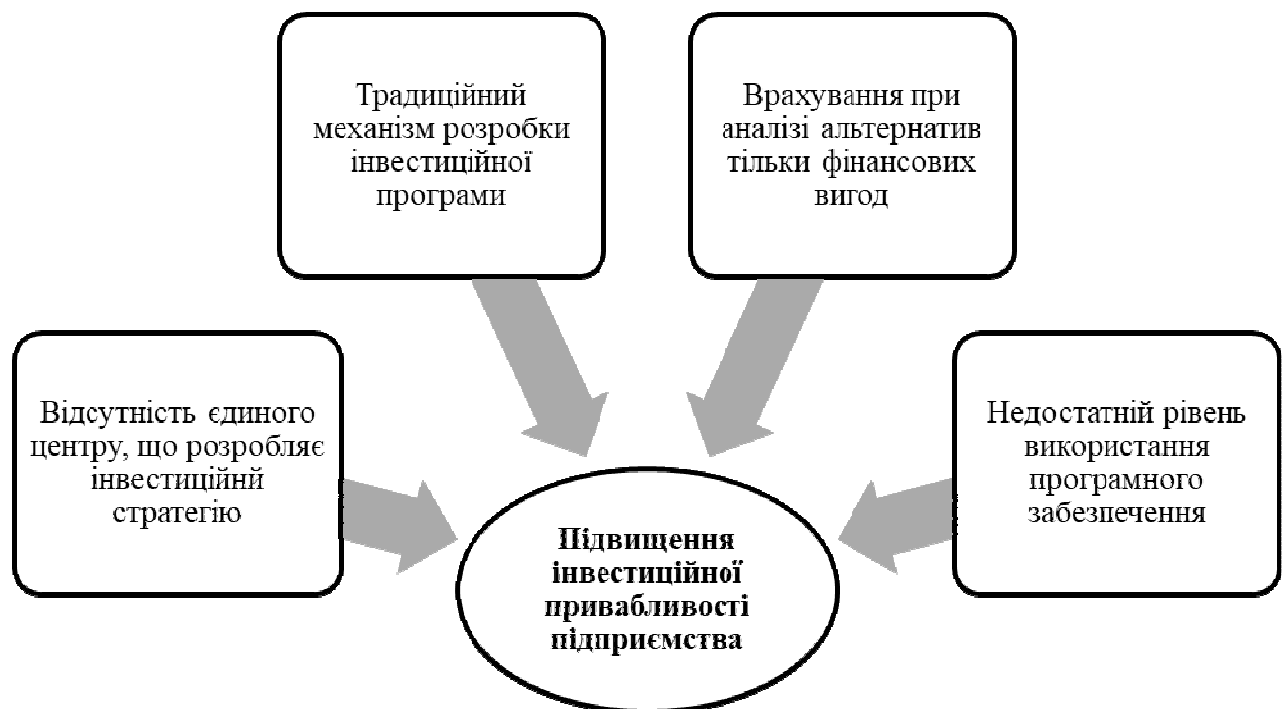 Традиційний
механізм розробки
інвестиційної
програми
Врахування при
аналізі альтернатив
тільки фінансових
вигод
Відсутність єдиного
центру, що розробляє
інвестиційнй
стратегію
Недостатній рівень
використання
програмного
забезпечення
Підвищення
інвестиційної
привабливості
підприємства